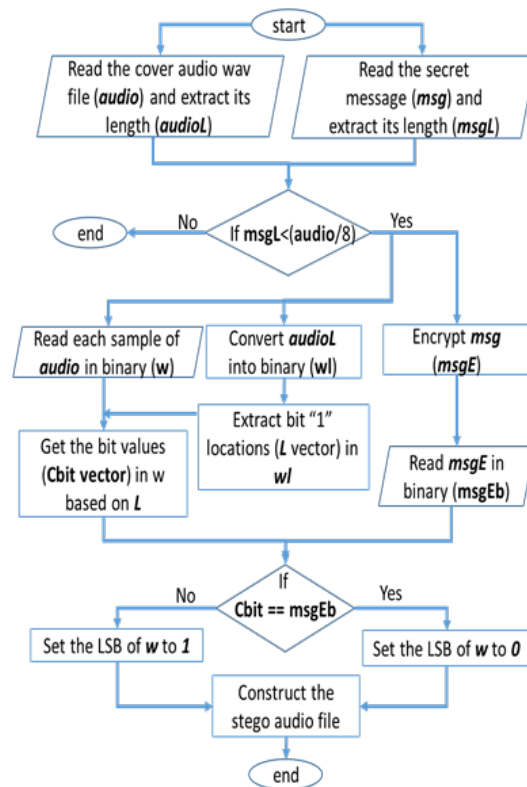 start
Read the cover audio wav
file (audio) and extract its
length (audioL)
Read the secret
message (msg) and
extract its length (msgL)
No
If msgL<(audio/8)
Yes
end
Read each sample of
audio in binary (w)
Convert audioL
into binary (wl)
Encrypt msg
(msgE)
Get the bit values
(Cbit vector) in w
based on L
Extract bit “1”
locations (L vector) in
wl
Read msgE in
binary (msgEb)
No
If
Cbit == msgEb
Yes
Set the LSB of w to 1
Set the LSB of w to 0
Construct the
stego audio file
end